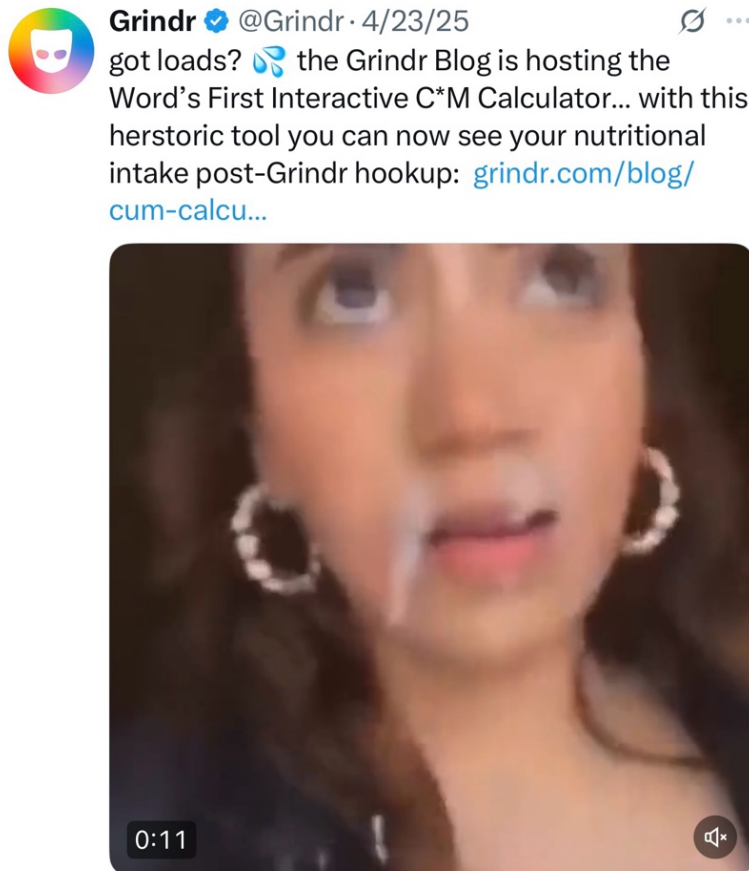 Grindr @Grindr · 4/23/25
got loads? 💦 the Grindr Blog is hosting the
Word's First Interactive C*M Calculator... with this
herstoric tool you can now see your nutritional
intake post-Grindr hookup: grindr.com/blog/
cum-calcu...
0:11